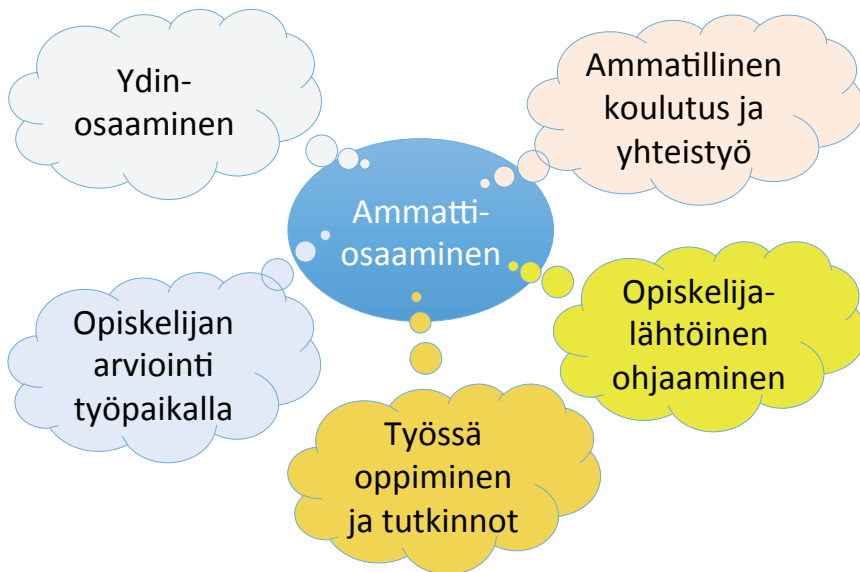 Ydin-
osaaminen
Ammatillinen
koulutus ja
yhteistyö
Ammatti-
osaaminen
Opiskelijan
arviointi
työpaikalla
Opiskelija-
lähtöinen
ohjaaminen
Työssä
oppiminen
ja tutkinnot